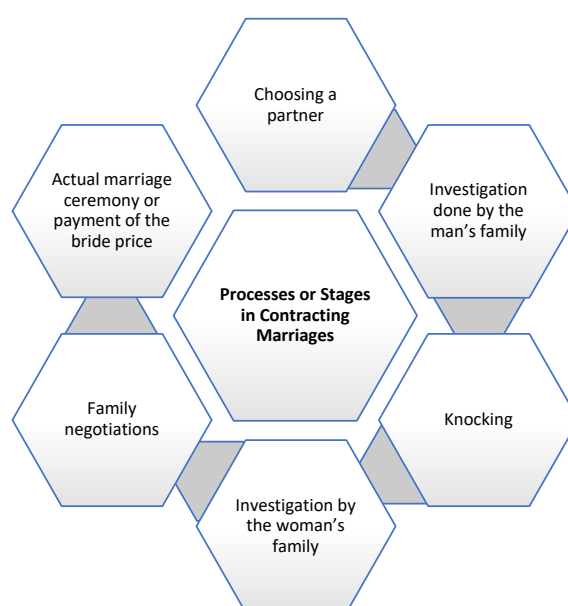 Choosing a
partner
Investigation
done by the
man’s family
Knocking
Investigation by
the woman’s
family
Family
negotiations
Actual marriage
ceremony or
payment of the
bride price
Processes or Stages
in Contracting
Marriages